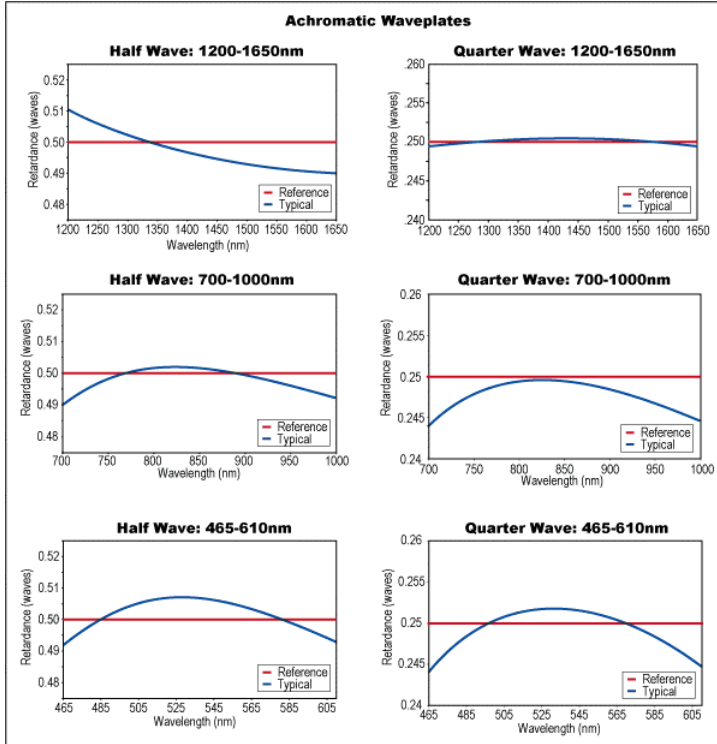 Achromatic Waveplates
Half Wave: 1200-1650nm
Retardance (waves)
0.52
0.51
0.50
0.49
0.48
Reference
Typical
1200 1250 1300 1350 1400 1450 1500 1550 1600 1650
Wavelength (nm)
Quarter Wave: 1200-1650nm
Retardance (waves)
.260
.255
.250
.245
.240
Reference
Typical
1200 1250 1300 1350 1400 1450 1500 1550 1600 1650
Half Wave: 700-1000nm
Retardance (waves)
0.52
0.51
0.50
0.49
0.48
Reference
Typical
700 750 800 850 900 950 1000
Wavelength (nm)
Quarter Wave: 700-1000nm
Retardance (waves)
0.26
0.255
0.25
0.245
0.24
Reference
Typical
700 750 800 850 900 950 1000
Wavelength (nm)
Half Wave: 465-610nm
Retardance (waves)
0.52
0.51
0.50
0.49
0.48
Reference
Typical
465 485 505 525 545 565 585 605
Wavelength (nm)
Quarter Wave: 465-610nm
Retardance (waves)
0.26
0.255
0.25
0.245
0.24
Reference
Typical
465 485 505 525 545 565 585 605
Wavelength (nm)